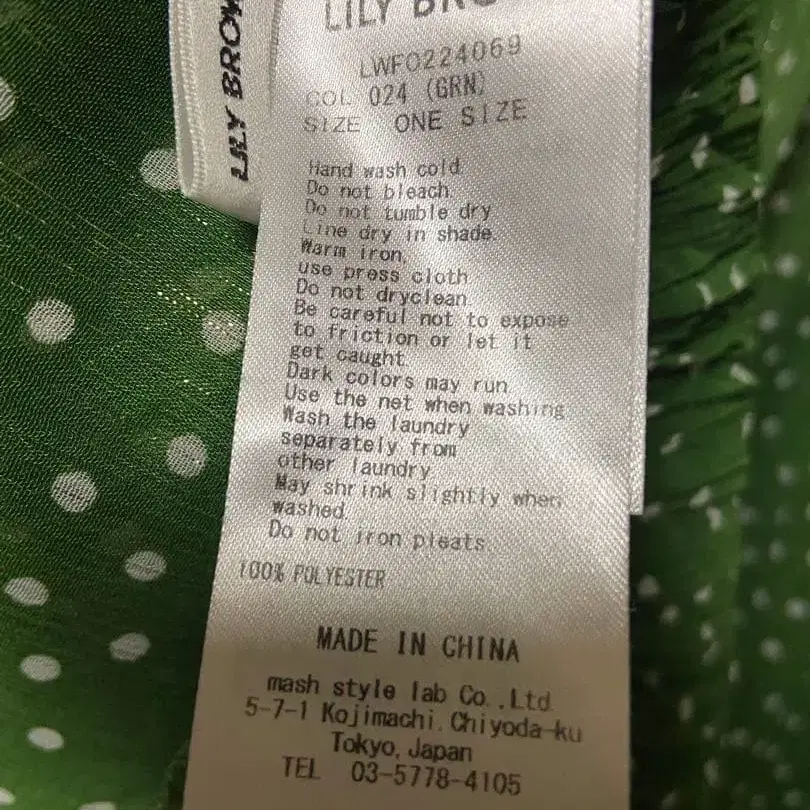 LILY BROW
LILY BRO
LWFO224069
COL 024 (GRN)
SIZE ONE SIZE
Hand wash cold.
Do not bleach.
Do not tumble dry.
Line dry in shade.
Warm iron.
use press cloth
Do not dryclean.
Be careful not to expose
to friction or let it
get caught.
Dark colors may run
Use the net when washing
Wash the laundry
separately from
other laundry.
May shrink slightly when
washed.
Do not iron pleats.
100% POLYESTER
MADE IN CHINA
mash style lab Co.,Ltd.
5-7-1 Kojimachi.Chiyoda-ku
Tokyo, Japan
TEL 03-5778-4105